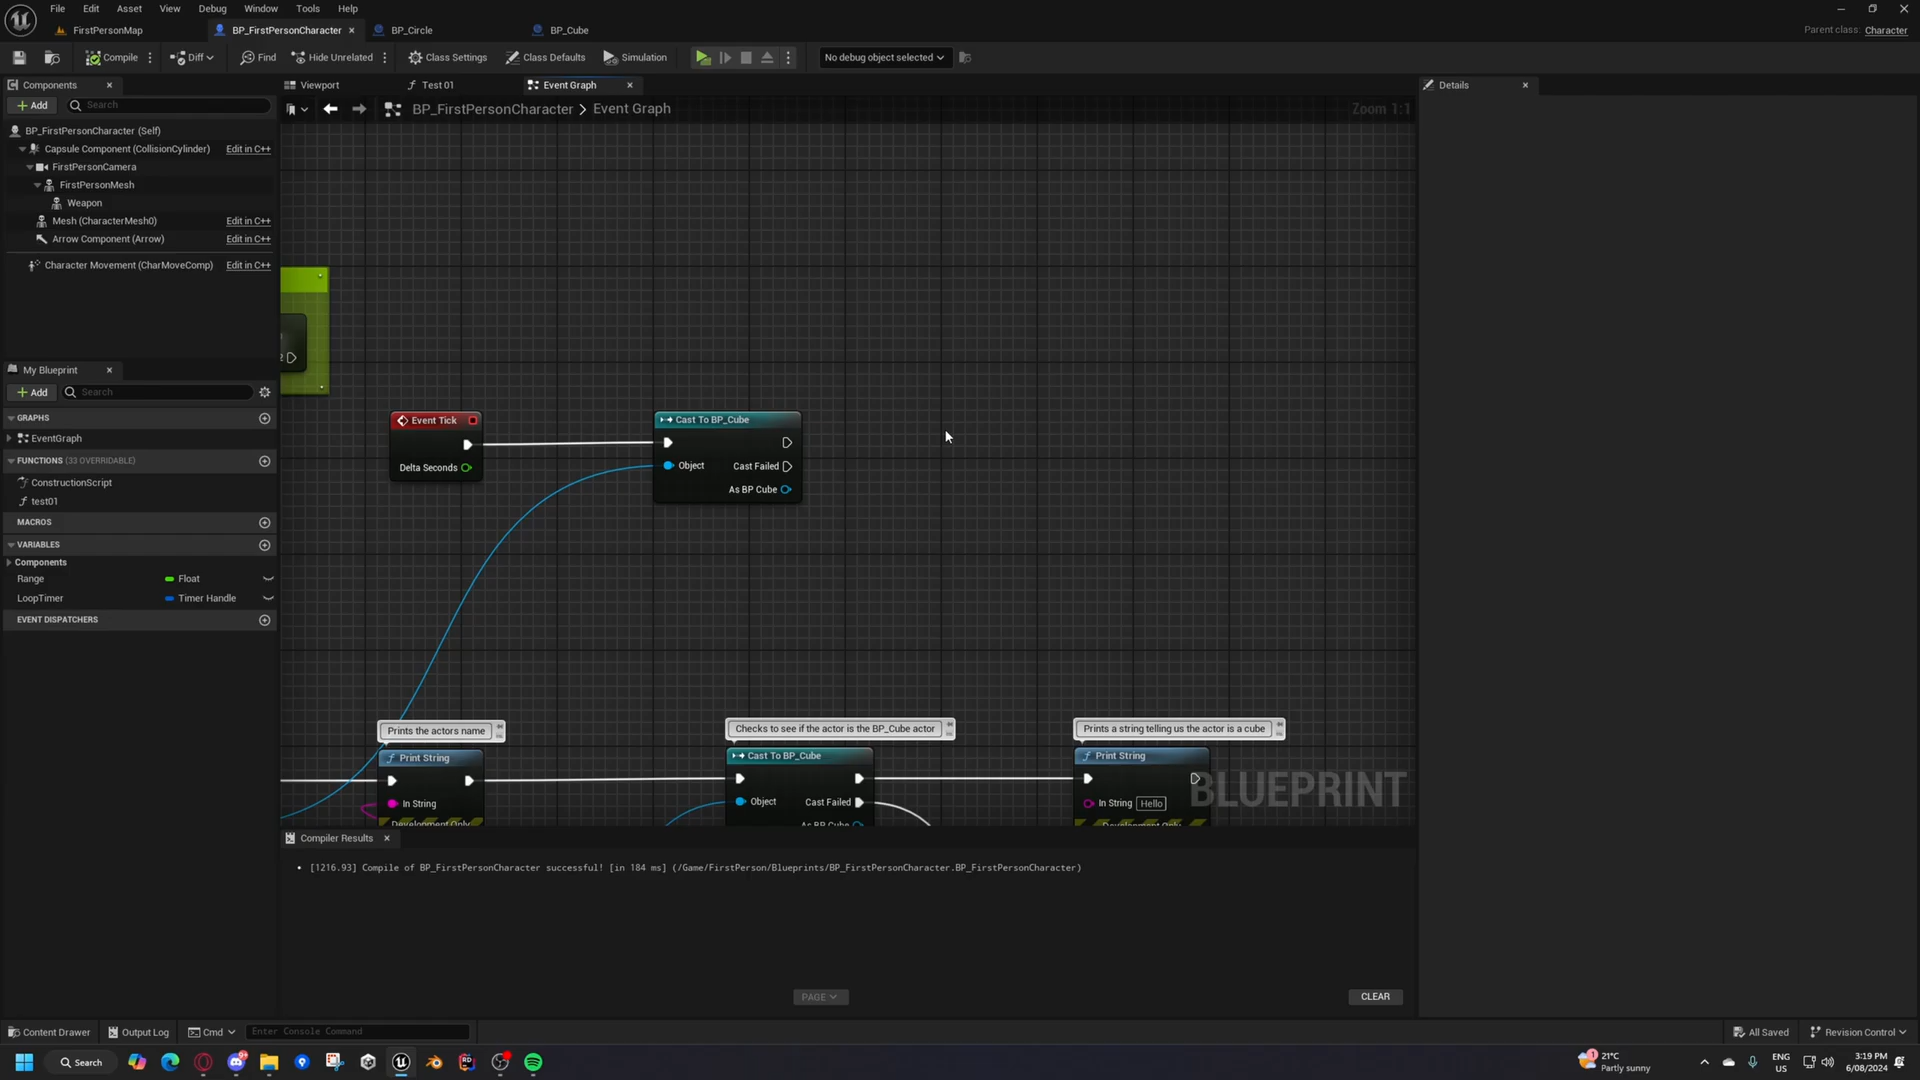 File Edit Asset View Window Debug Tools Help
FirstPersonMap
BP_FirstPersonCharacter
BP_Circle
BP_Cube
Parent class: Character
Compile
Diff
Find
Hide Unrelated
Class Settings
Class Defaults
Simulation
No debug object selected
Components
Viewport
Test 01
Event Graph
Details
Add
Search
BP_FirstPersonCharacter > Event Graph
Zoom 1:1
BP_FirstPersonCharacter (Self)
Capsule Component (CollisionCylinder) Edit in C++
FirstPersonCamera
FirstPersonMesh
Weapon
Mesh (CharacterMesh0) Edit in C++
Arrow Component (Arrow) Edit in C++
Character Movement (CharMoveComp) Edit in C++
My Blueprint
Add
Search
GRAPHS
EventGraph
FUNCTIONS (33 OVERRIDABLE)
ConstructionScript
test01
MACROS
VARIABLES
Components
Range Float
LoopTimer Timer Handle
EVENT DISPATCHERS
Event Tick
Delta Seconds
Cast To BP_Cube
Object
Cast Failed
As BP Cube
Prints the actors name
Print String
In String
Development Only
Checks to see if the actor is the BP_Cube actor
Cast To BP_Cube
Object
Cast Failed
As BP Cube
Prints a string telling us the actor is a cube
Print String
In String Hello
Development Only
BLUEPRINT
Compiler Results
[1216.93] Compile of BP_FirstPersonCharacter successful! [in 184 ms] (/Game/FirstPerson/Blueprints/BP_FirstPersonCharacter.BP_FirstPersonCharacter)
PAGE
CLEAR
Content Drawer
Output Log
Cmd
Enter Console Command
All Saved
Revision Control
Search
21°C
Partly sunny
ENG
US
3:19 PM
6/08/2024